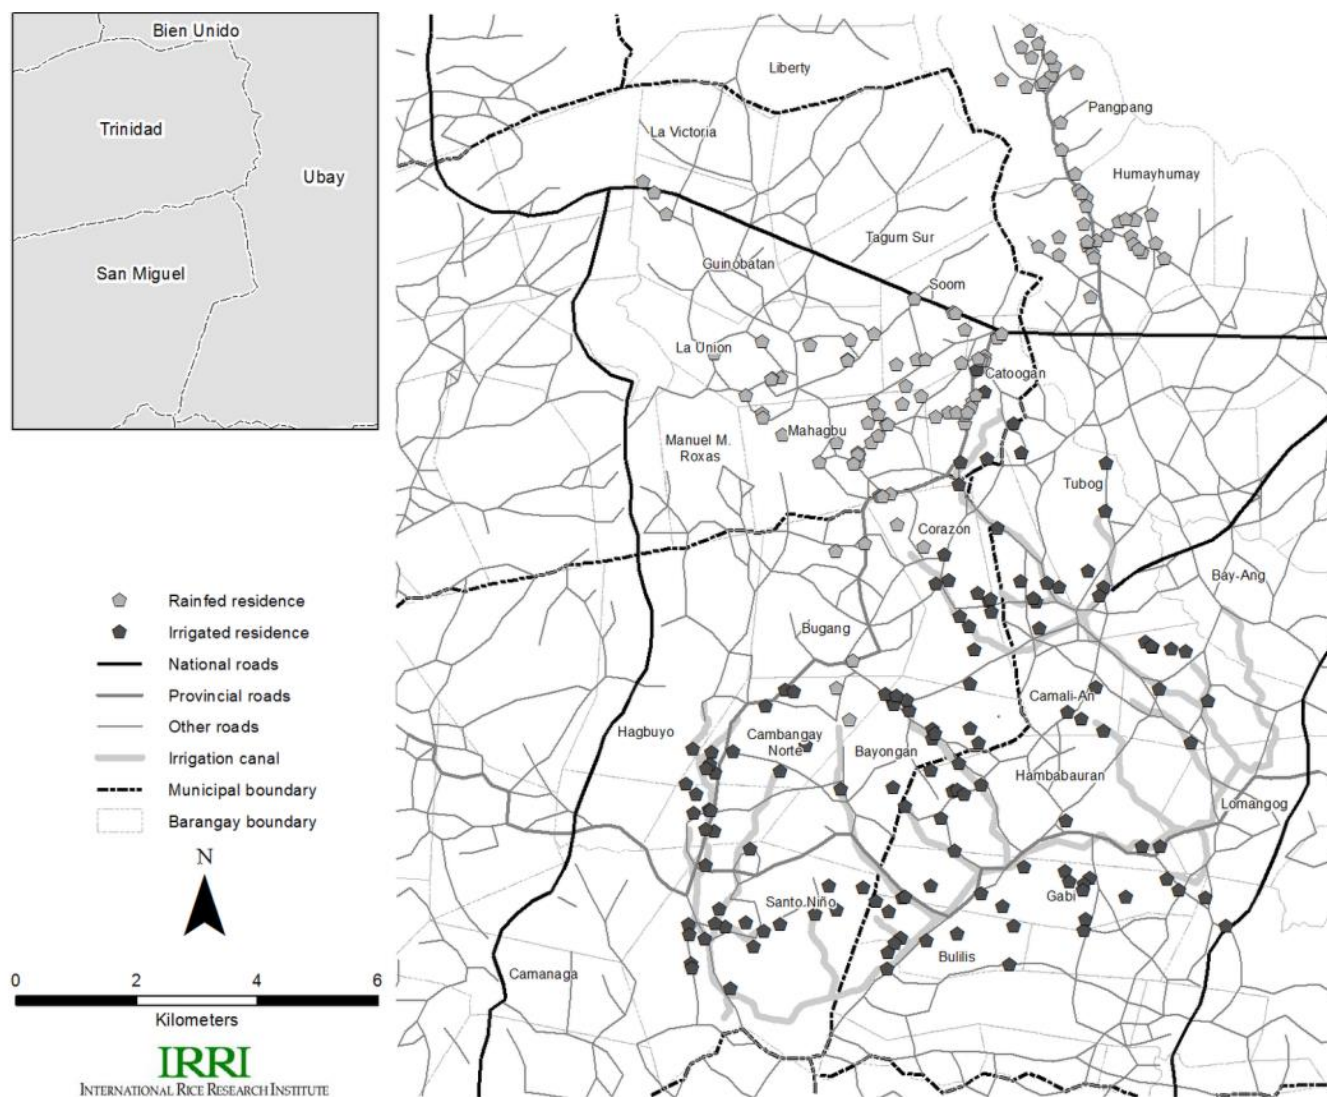 Bien Unido
Trinidad
Ubay
San Miguel
Liberty
La Victoria
Pangpang
Humayhumay
Tagum Sur
Guinobatan
Soom
La Union
Catoogan
Mahagbu
Manuel M.
Roxas
Tubog
Corazon
Bay-Ang
Bugang
Camali-An
Hagbuyo
Cambangay
Norte
Bayongan
Hambabauran
Lomangog
Santo Niño
Gabi
Bulilis
Camanaga
Rainfed residence
Irrigated residence
National roads
Provincial roads
Other roads
Irrigation canal
Municipal boundary
Barangay boundary
N
0 2 4 6
Kilometers
IRRI
INTERNATIONAL RICE RESEARCH INSTITUTE